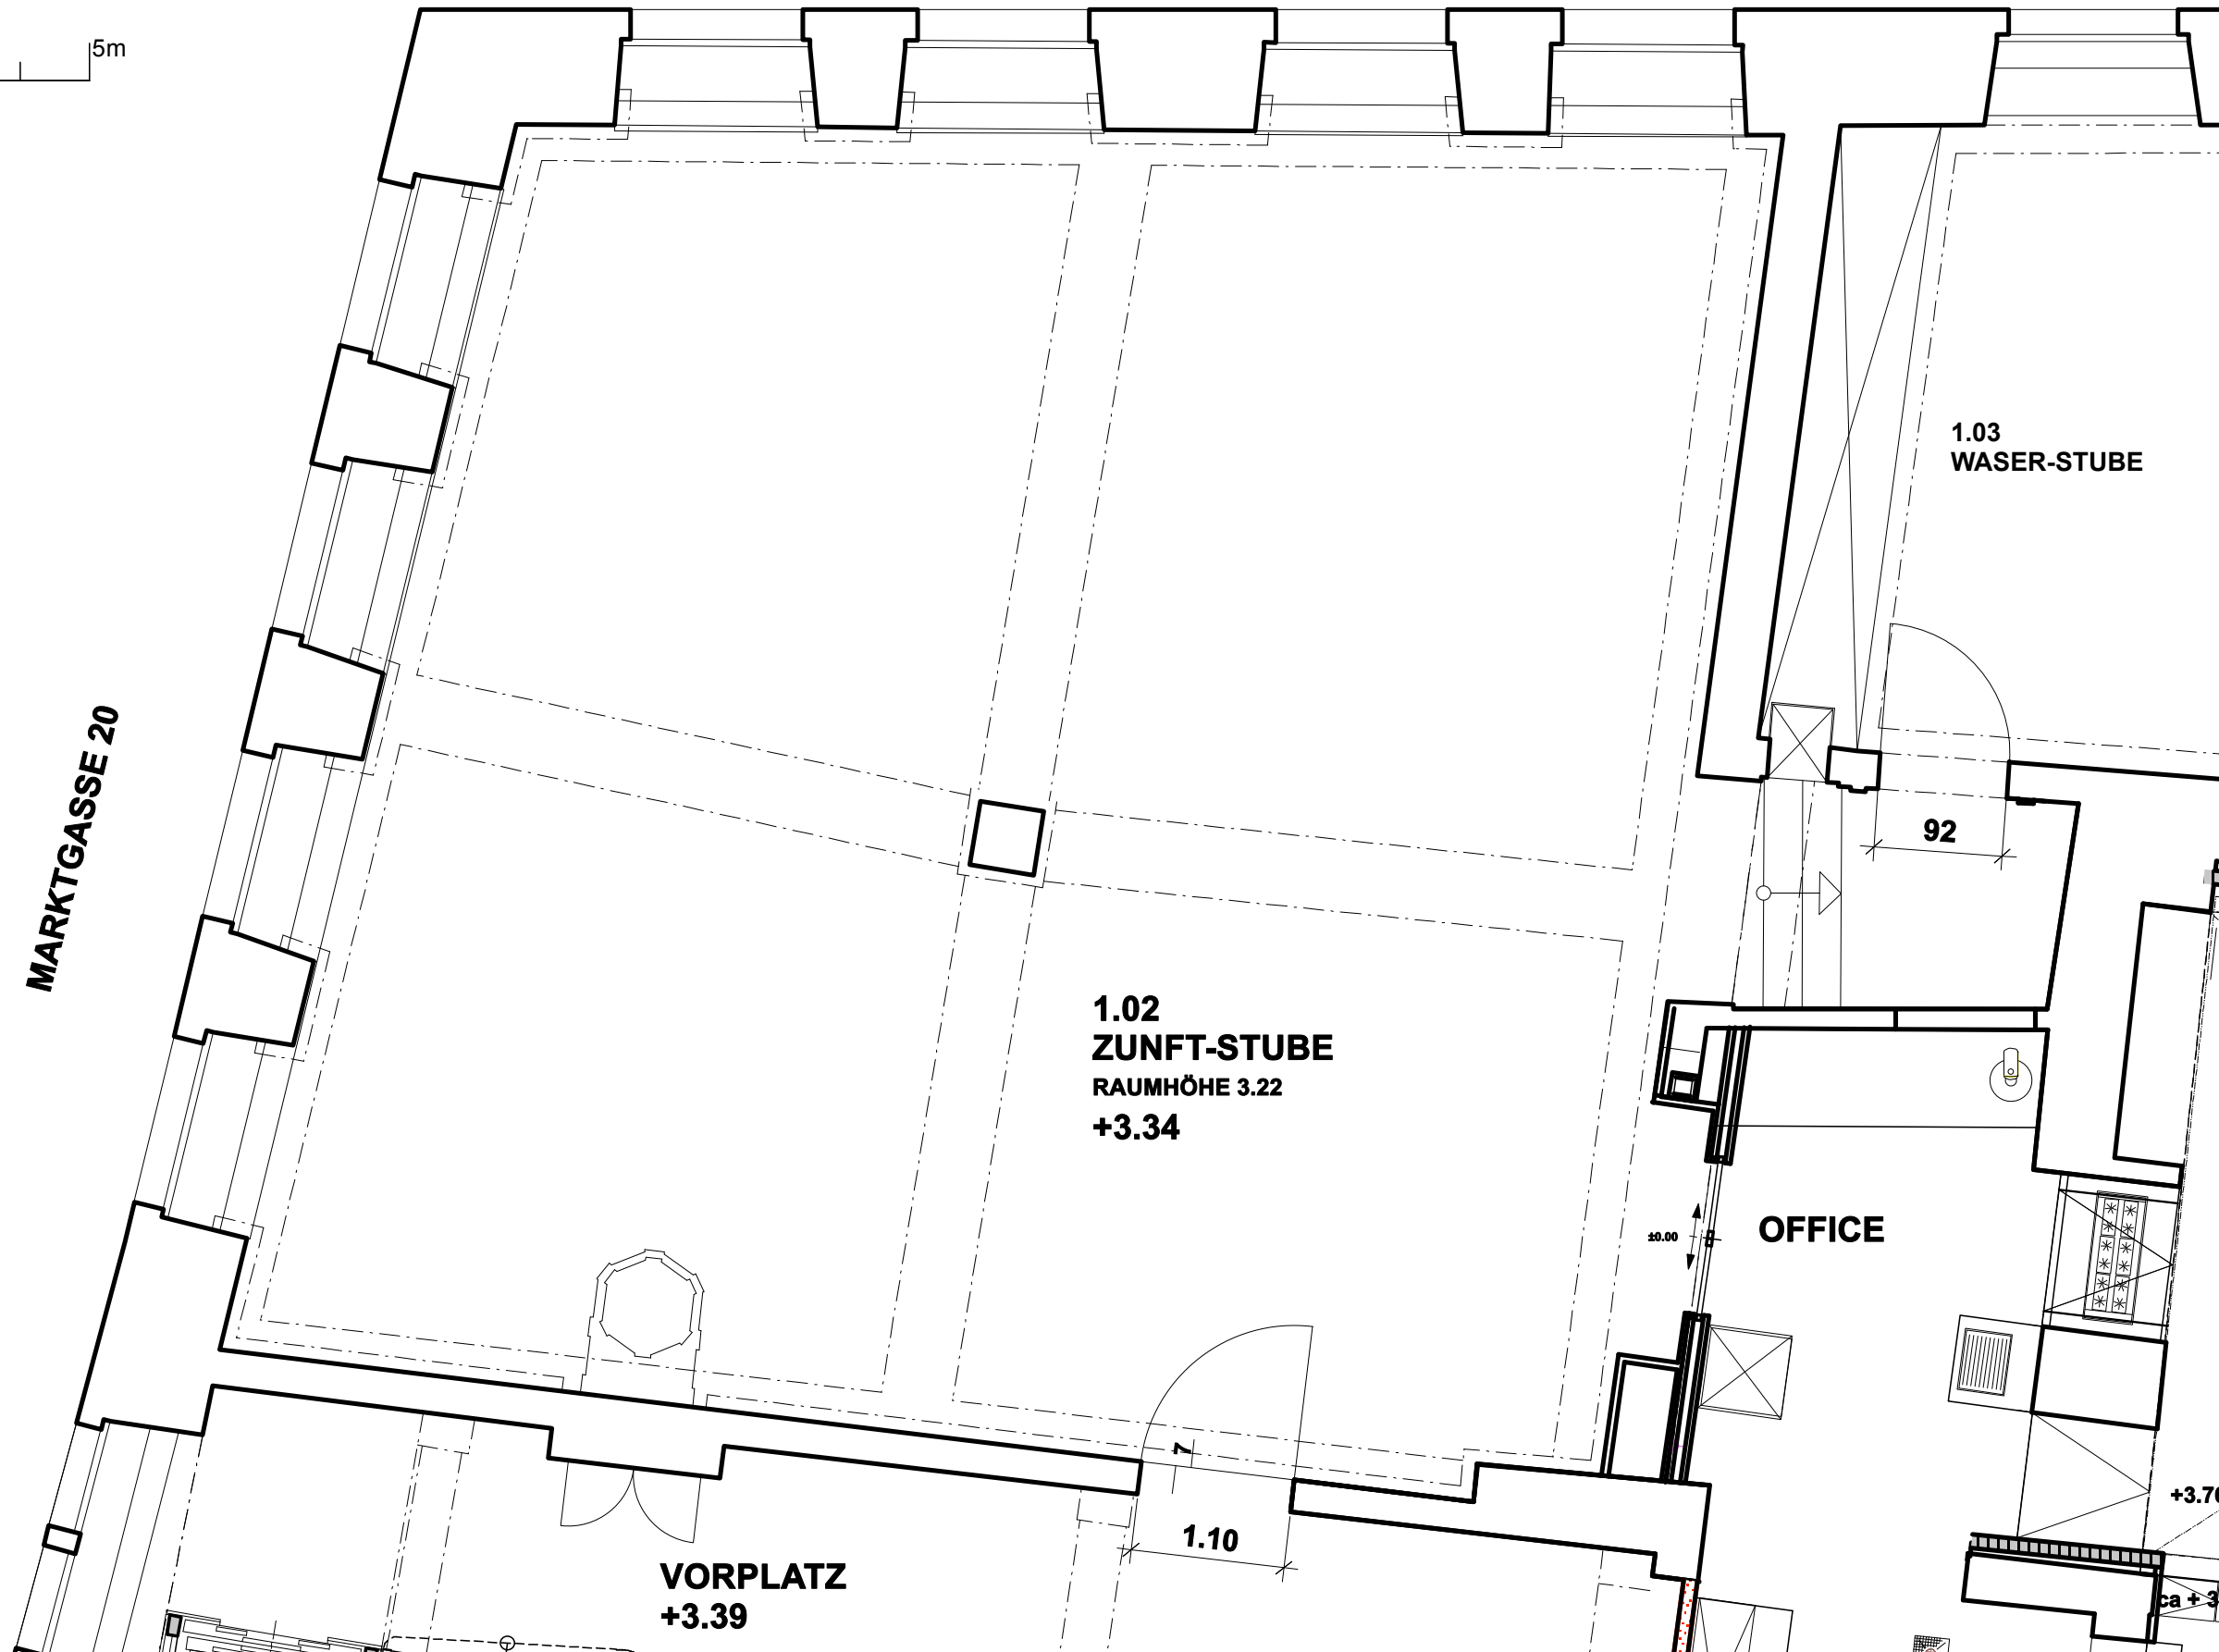 5m
1.03
WASER-STUBE
MARKTGASSE 20
92
1.02
ZUNFT-STUBE
RAUMHÖHE 3.22
+3.34
±0.00
OFFICE
7
1.10
VORPLATZ
+3.39
+3.70
ca + 3